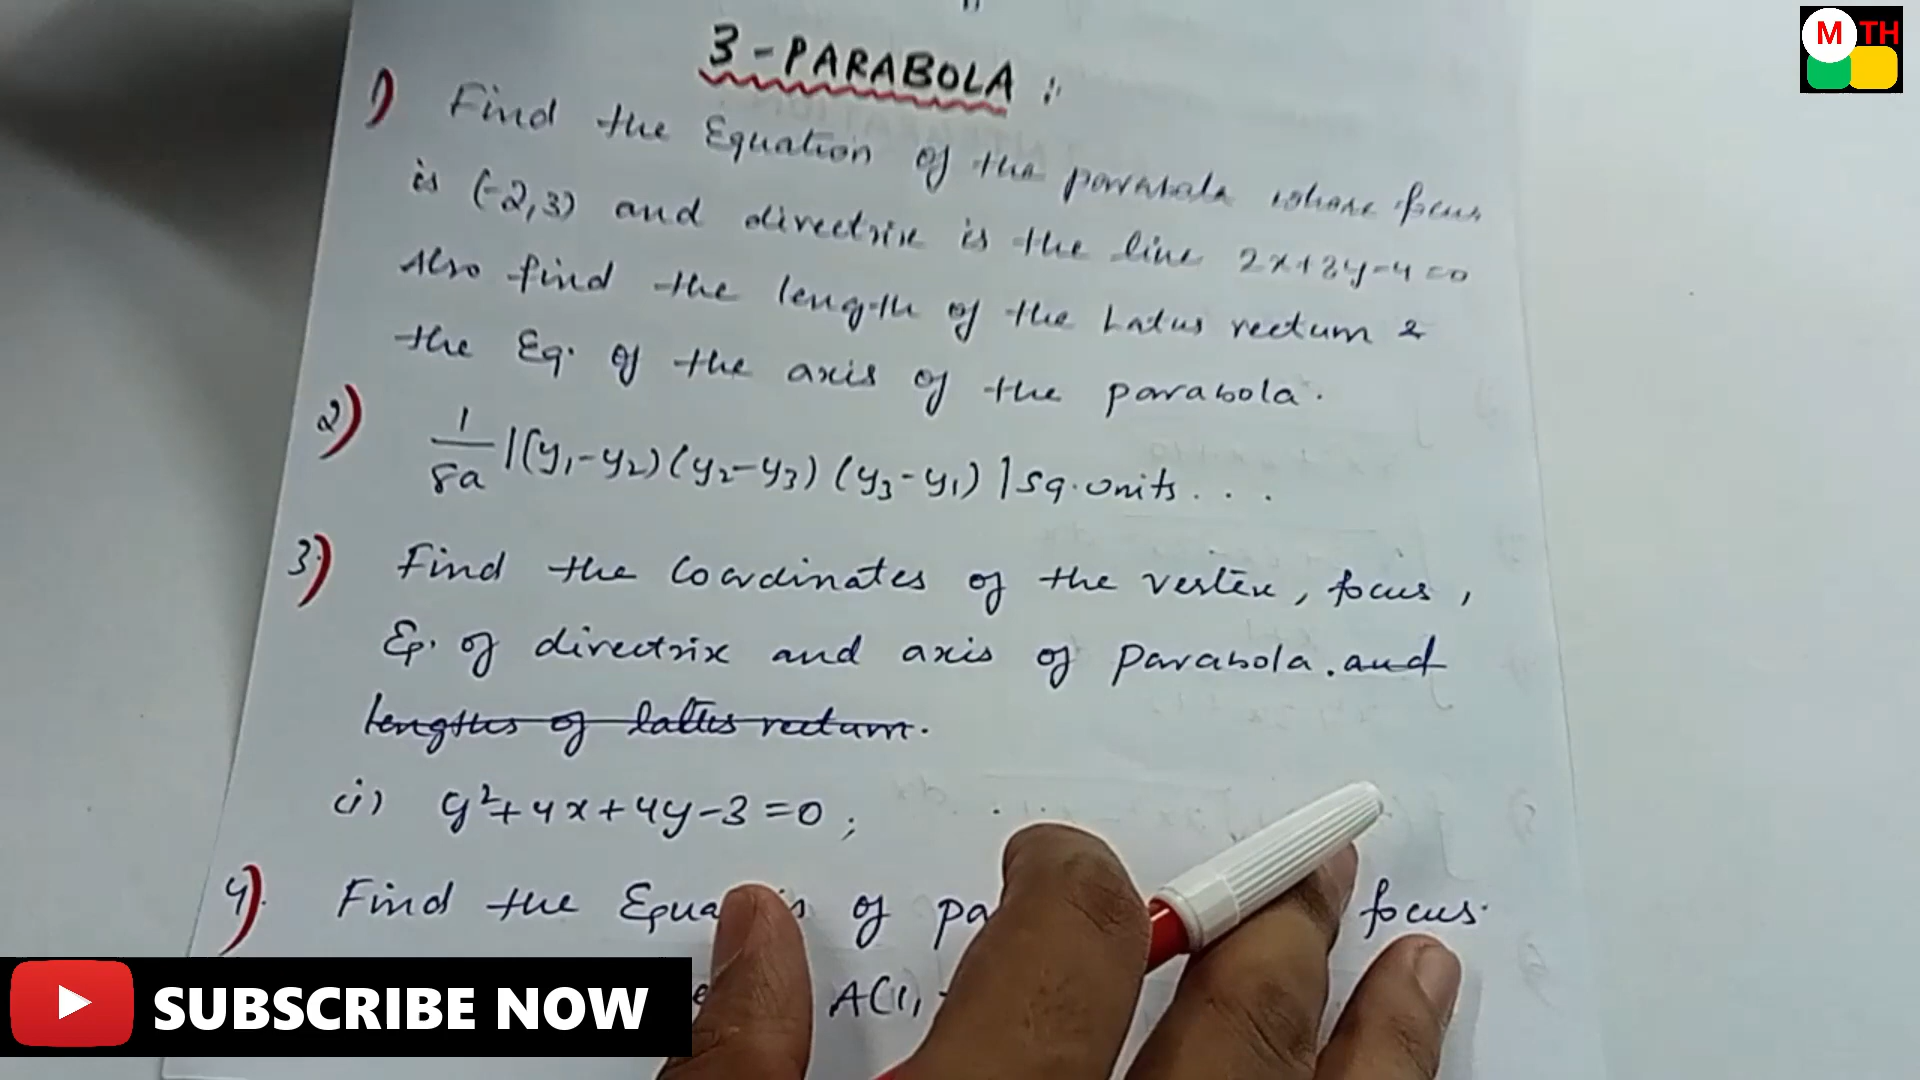 M TH
3 - PARABOLA :
1) Find the Equation of the parabola whose focus
is (-2,3) and directrix is the line 2x+3y-4=0
Also find the length of the Latus rectum &
the Eq. of the axis of the parabola.
2) 1/8a |(y₁-y₂)(y₂-y₃)(y₃-y₁)| sq.units...
3) Find the Coordinates of the vertex, focus,
Eq. of directrix and axis of parabola. and
lengths of lattus rectum.
(i) y²+4x+4y-3=0;
4) Find the of focus.
A(1,
SUBSCRIBE NOW